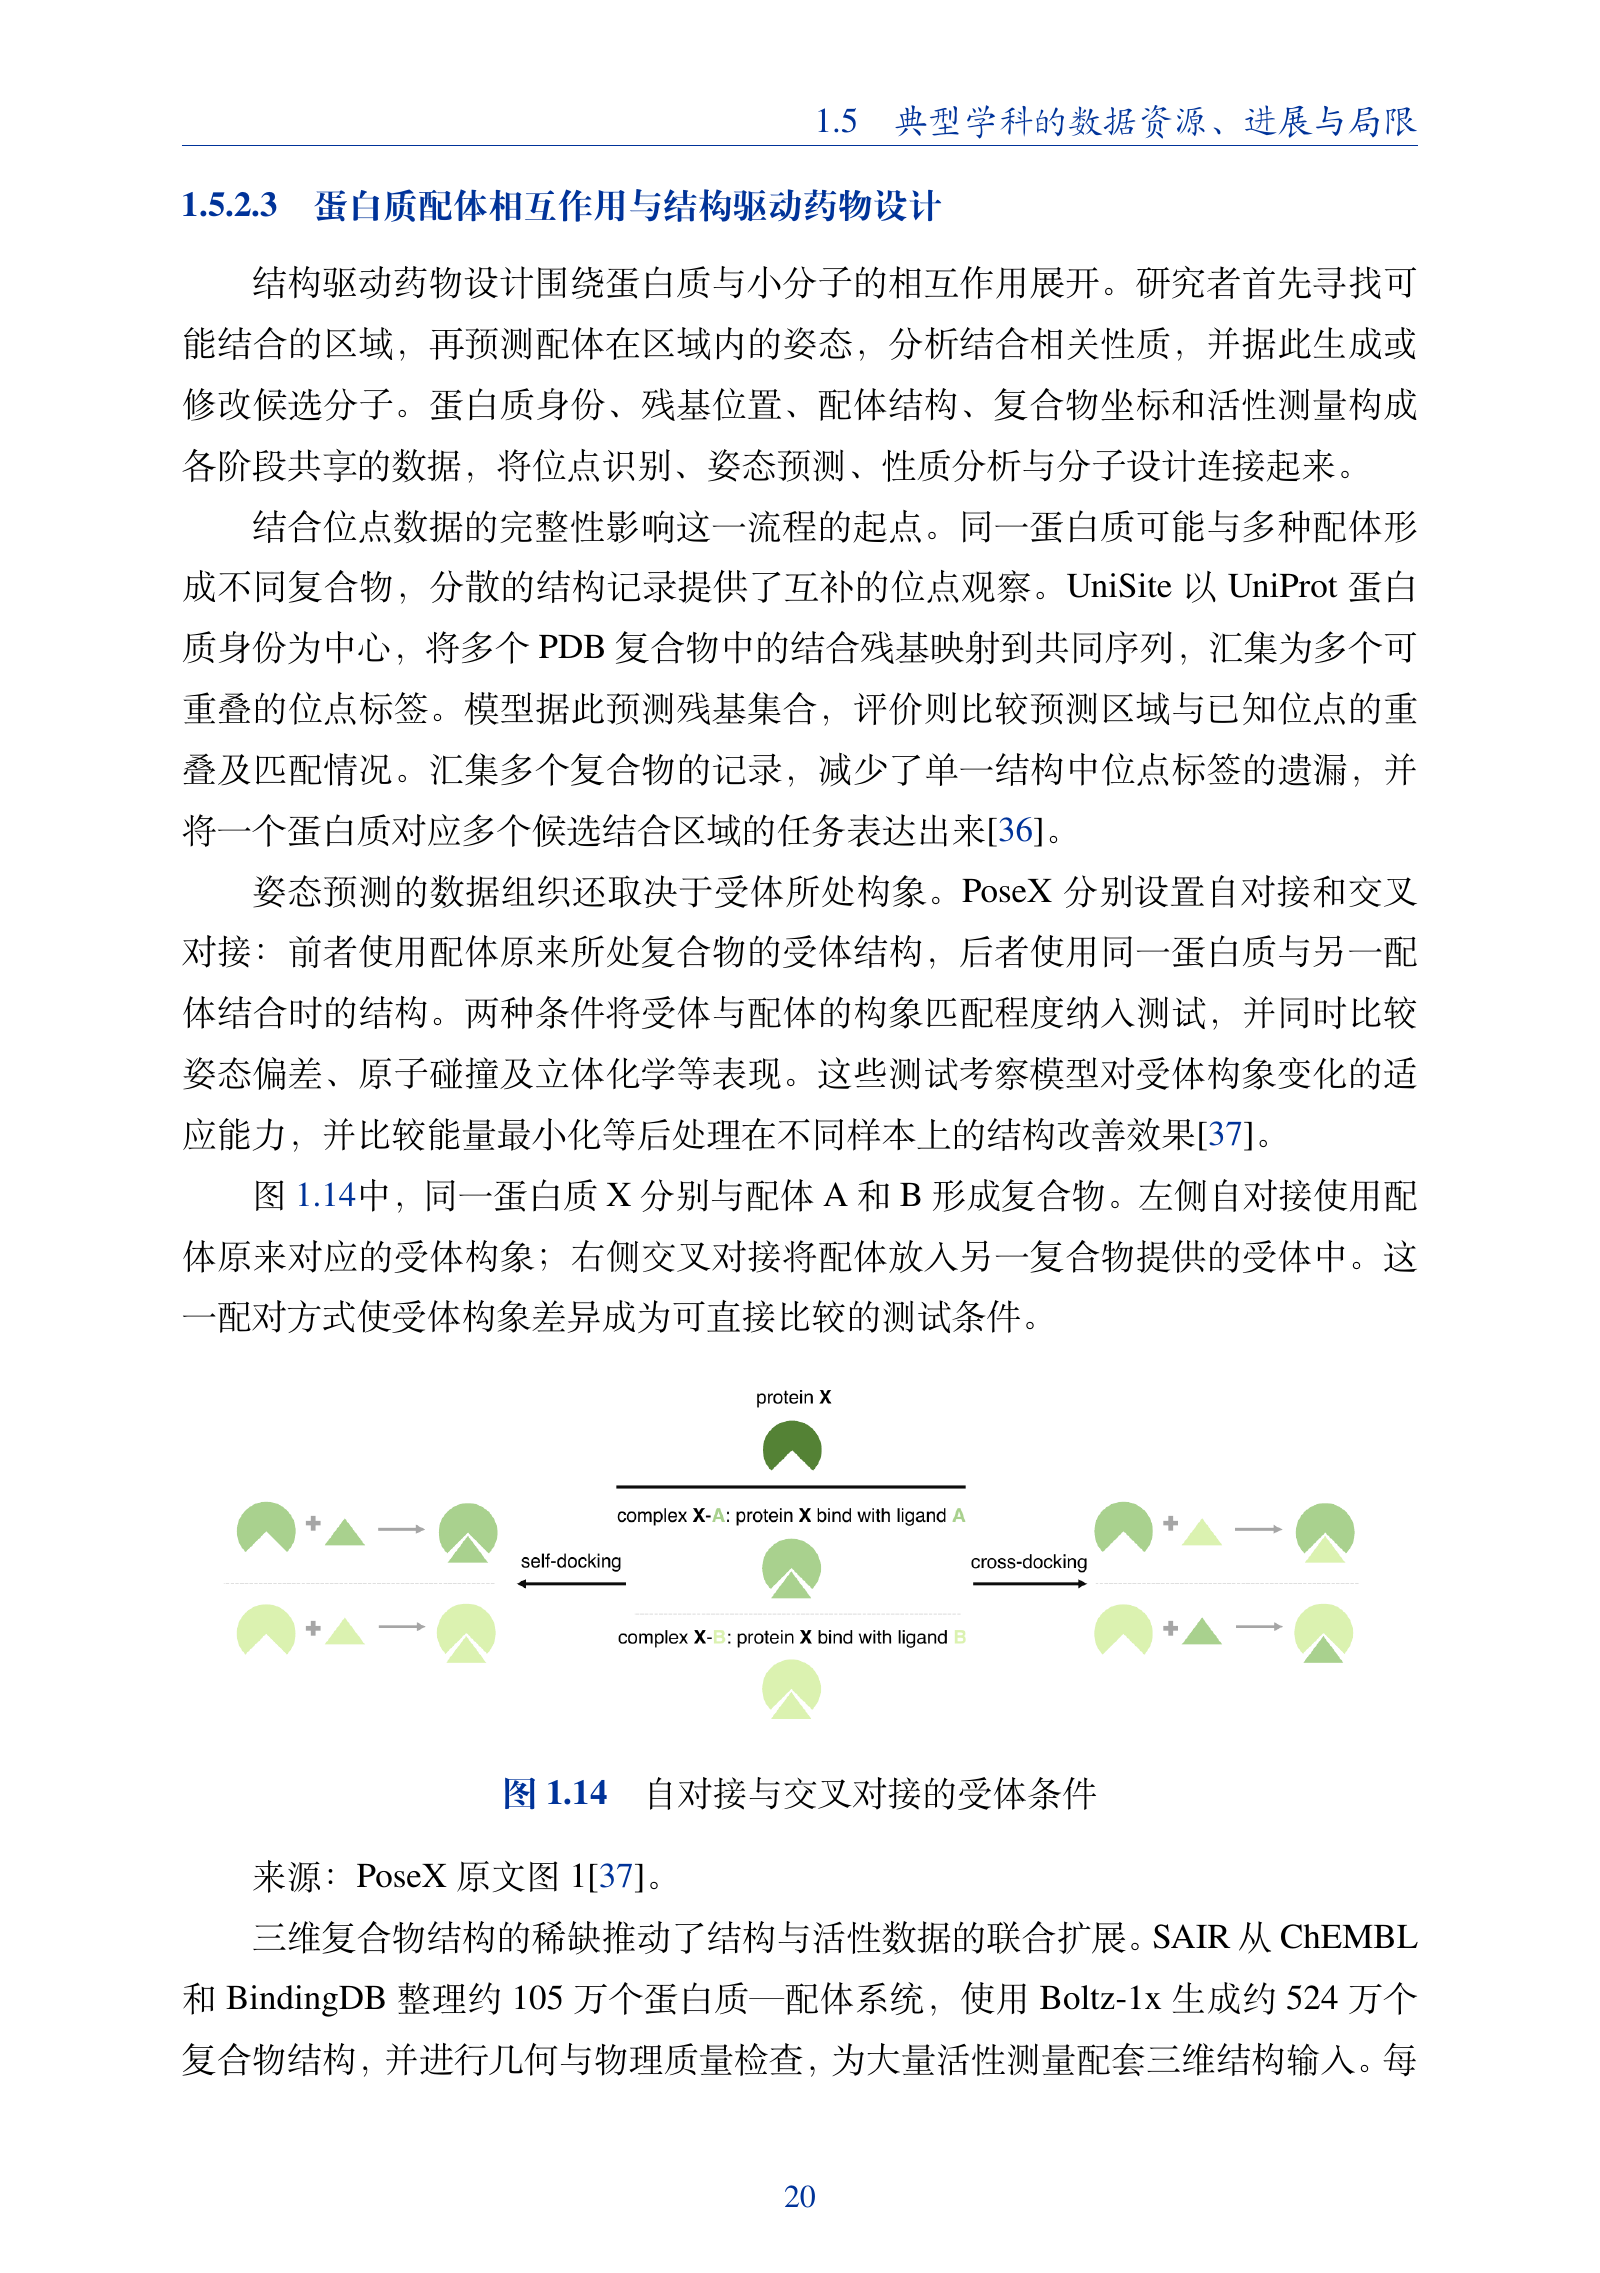 1.5 典型学科的数据资源、进展与局限
1.5.2.3 蛋白质配体相互作用与结构驱动药物设计
结构驱动药物设计围绕蛋白质与小分子的相互作用展开。研究者首先寻找可
能结合的区域，再预测配体在区域内的姿态，分析结合相关性质，并据此生成或
修改候选分子。蛋白质身份、残基位置、配体结构、复合物坐标和活性测量构成
各阶段共享的数据，将位点识别、姿态预测、性质分析与分子设计连接起来。
结合位点数据的完整性影响这一流程的起点。同一蛋白质可能与多种配体形
成不同复合物，分散的结构记录提供了互补的位点观察。UniSite 以 UniProt 蛋白
质身份为中心，将多个 PDB 复合物中的结合残基映射到共同序列，汇集为多个可
重叠的位点标签。模型据此预测残基集合，评价则比较预测区域与已知位点的重
叠及匹配情况。汇集多个复合物的记录，减少了单一结构中位点标签的遗漏，并
将一个蛋白质对应多个候选结合区域的任务表达出来[36]。
姿态预测的数据组织还取决于受体所处构象。PoseX 分别设置自对接和交叉
对接：前者使用配体原来所处复合物的受体结构，后者使用同一蛋白质与另一配
体结合时的结构。两种条件将受体与配体的构象匹配程度纳入测试，并同时比较
姿态偏差、原子碰撞及立体化学等表现。这些测试考察模型对受体构象变化的适
应能力，并比较能量最小化等后处理在不同样本上的结构改善效果[37]。
图 1.14中，同一蛋白质 X 分别与配体 A 和 B 形成复合物。左侧自对接使用配
体原来对应的受体构象；右侧交叉对接将配体放入另一复合物提供的受体中。这
一配对方式使受体构象差异成为可直接比较的测试条件。
protein X
complex X-A: protein X bind with ligand A
self-docking
cross-docking
complex X-B: protein X bind with ligand B
图 1.14 自对接与交叉对接的受体条件
来源：PoseX 原文图 1[37]。
三维复合物结构的稀缺推动了结构与活性数据的联合扩展。SAIR 从 ChEMBL
和 BindingDB 整理约 105 万个蛋白质—配体系统，使用 Boltz-1x 生成约 524 万个
复合物结构，并进行几何与物理质量检查，为大量活性测量配套三维结构输入。每
20